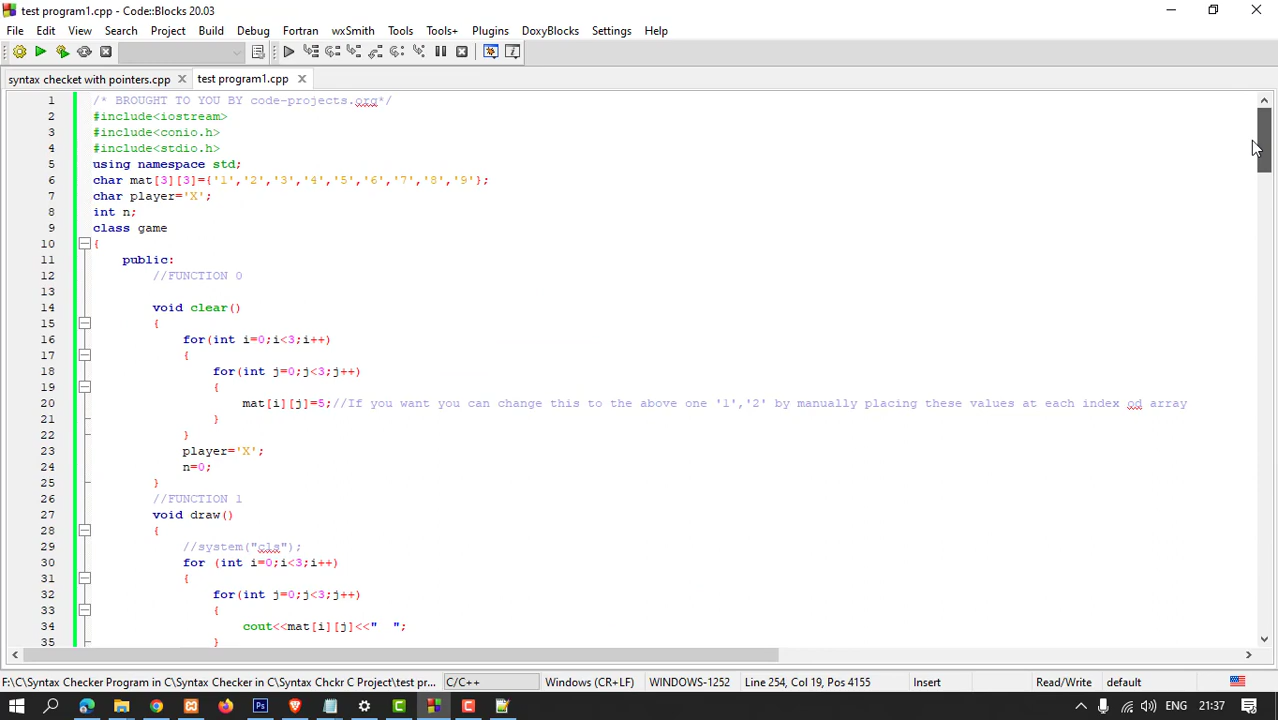 test program1.cpp - Code::Blocks 20.03
File Edit View Search Project Build Debug Fortran wxSmith Tools Tools+ Plugins DoxyBlocks Settings Help
syntax checket with pointers.cpp test program1.cpp
1 /* BROUGHT TO YOU BY code-projects.org*/
2 #include<iostream>
3 #include<conio.h>
4 #include<stdio.h>
5 using namespace std;
6 char mat[3][3]={'1','2','3','4','5','6','7','8','9'};
7 char player='X';
8 int n;
9 class game
10 {
11 public:
12 //FUNCTION 0
13
14 void clear()
15 {
16 for(int i=0;i<3;i++)
17 {
18 for(int j=0;j<3;j++)
19 {
20 mat[i][j]=5;//If you want you can change this to the above one '1','2' by manually placing these values at each index od array
21 }
22 }
23 player='X';
24 n=0;
25 }
26 //FUNCTION 1
27 void draw()
28 {
29 //system("cls");
30 for (int i=0;i<3;i++)
31 {
32 for(int j=0;j<3;j++)
33 {
34 cout<<mat[i][j]<<"  ";
35 }
F:\C\Syntax Checker Program in C\Syntax Checker in C\Syntax Chckr C Project\test pr... C/C++ Windows (CR+LF) WINDOWS-1252 Line 254, Col 19, Pos 4155 Insert Read/Write default
ENG 21:37